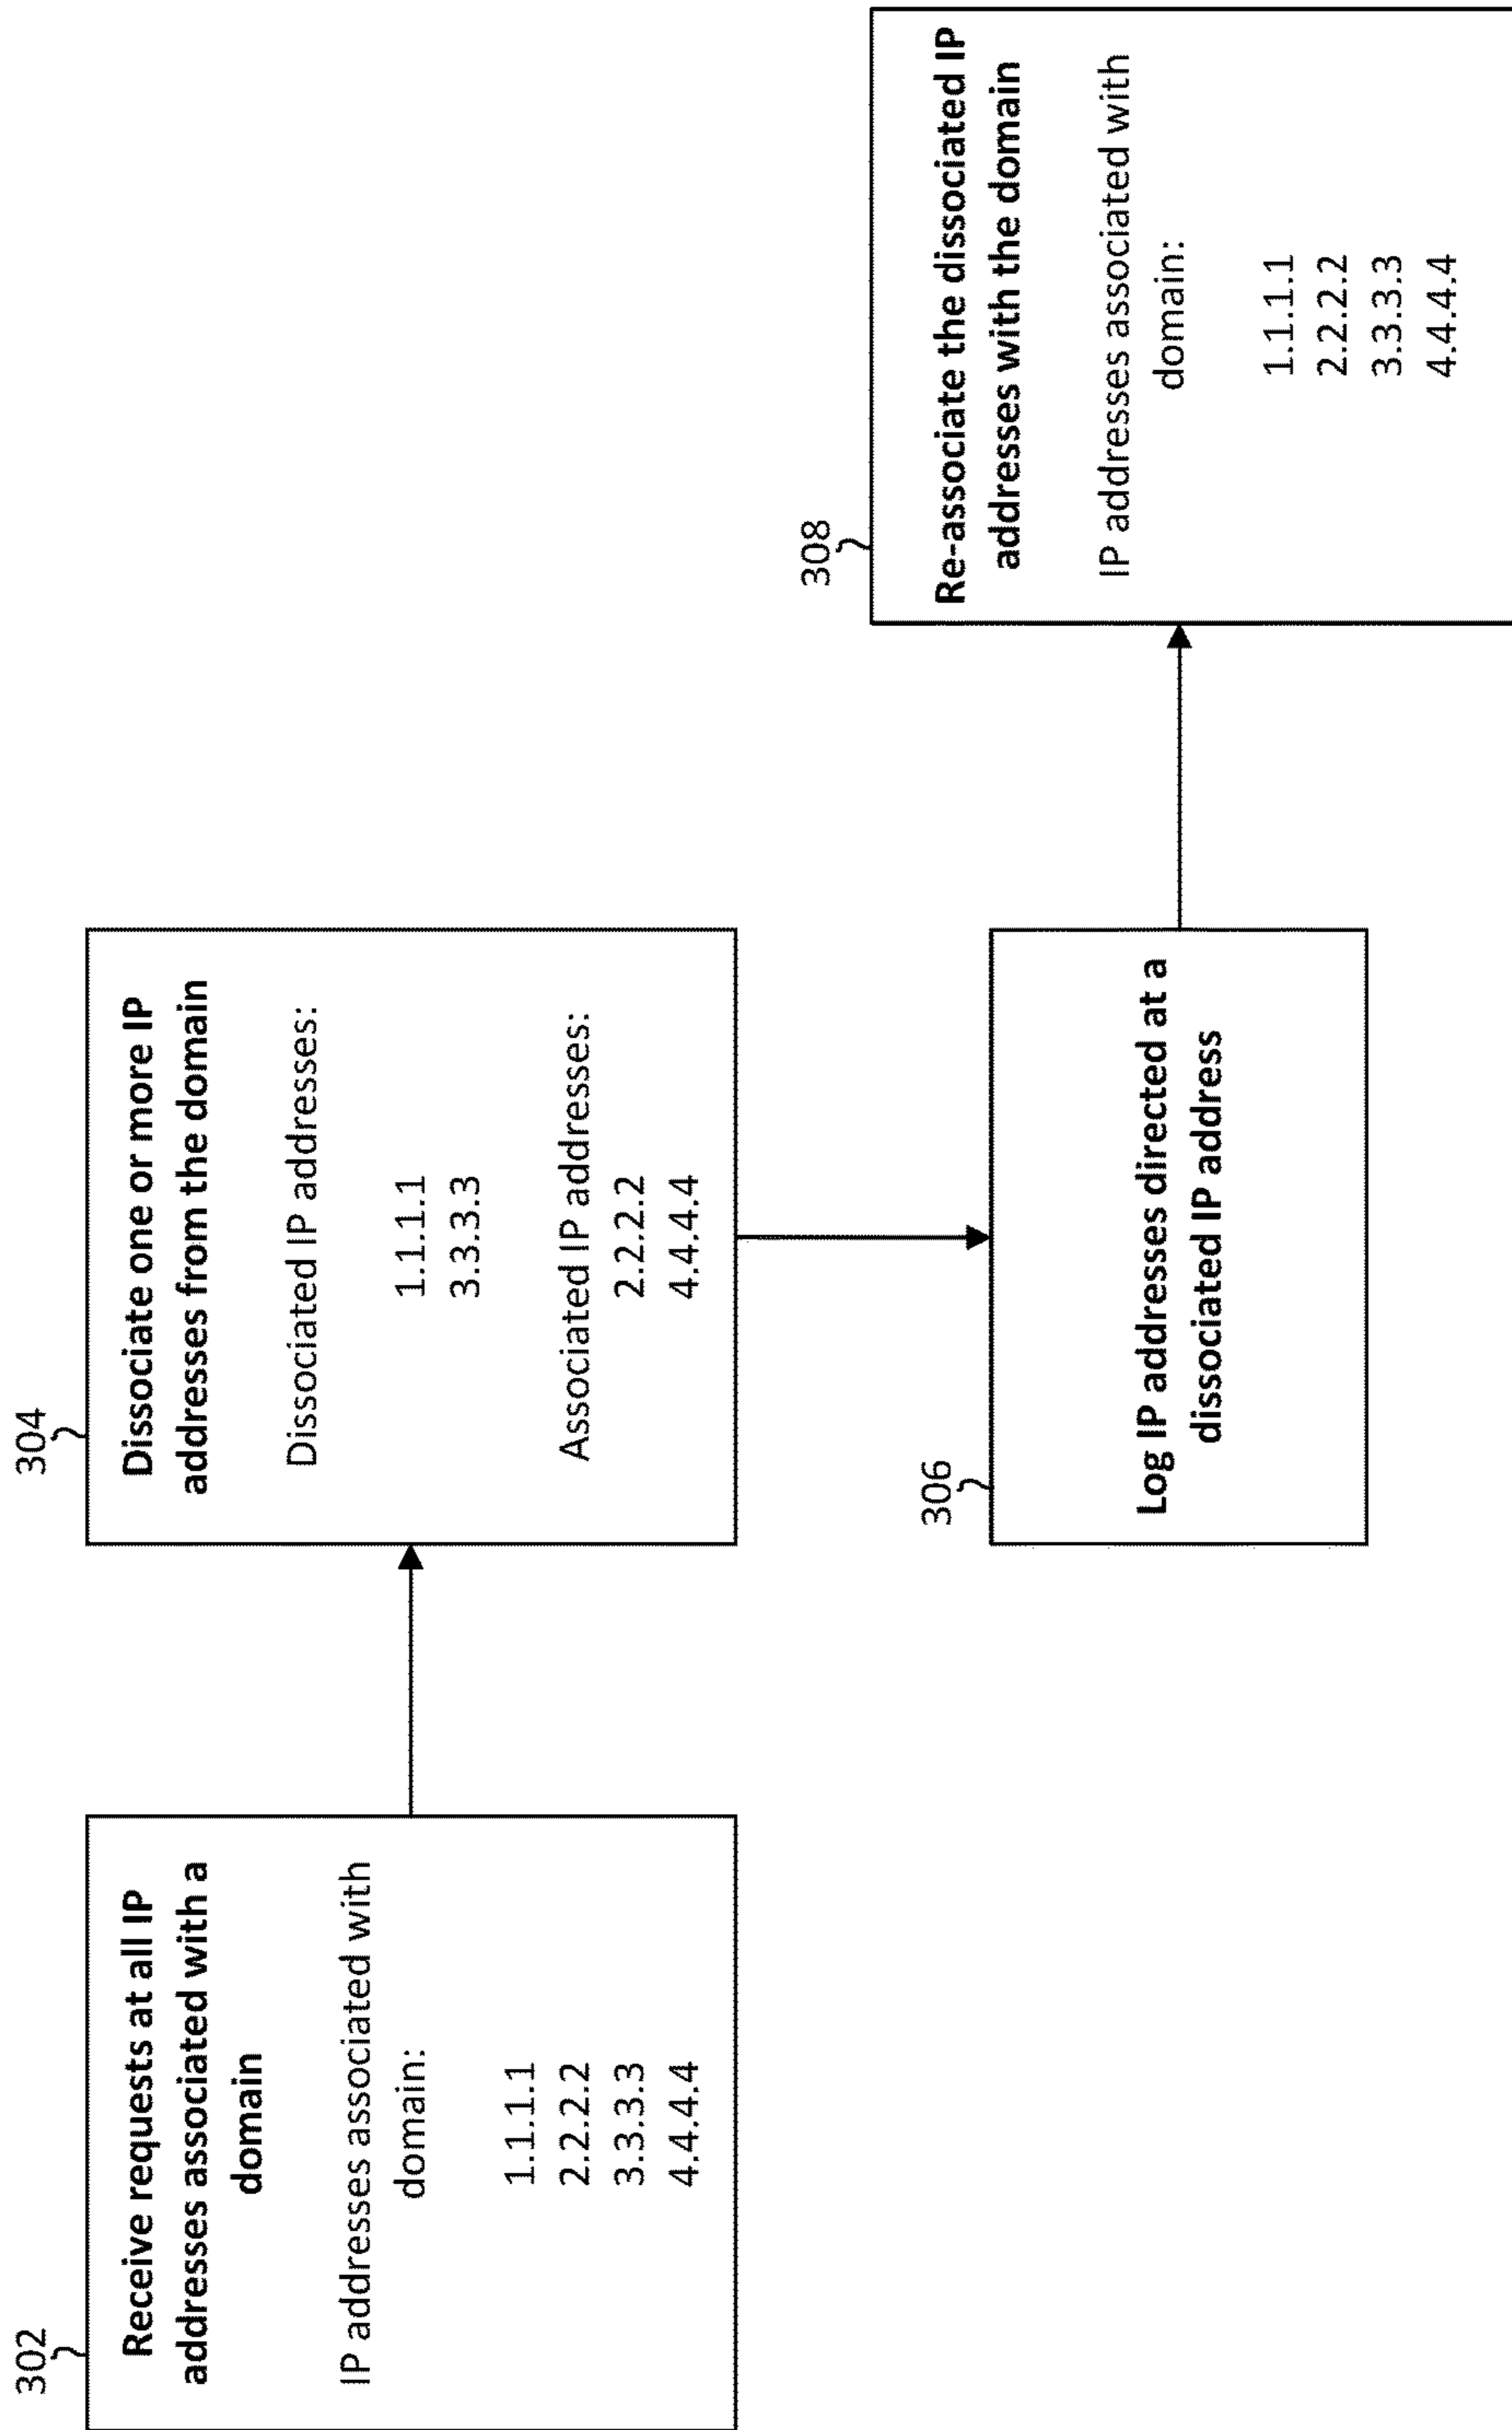 302
Receive requests at all IP
addresses associated with a
domain
IP addresses associated with
domain:
1.1.1.1
2.2.2.2
3.3.3.3
4.4.4.4
304
Dissociate one or more IP
addresses from the domain
Dissociated IP addresses:
1.1.1.1
3.3.3.3
Associated IP addresses:
2.2.2.2
4.4.4.4
306
Log IP addresses directed at a
dissociated IP address
308
Re-associate the dissociated IP
addresses with the domain
IP addresses associated with
domain:
1.1.1.1
2.2.2.2
3.3.3.3
4.4.4.4